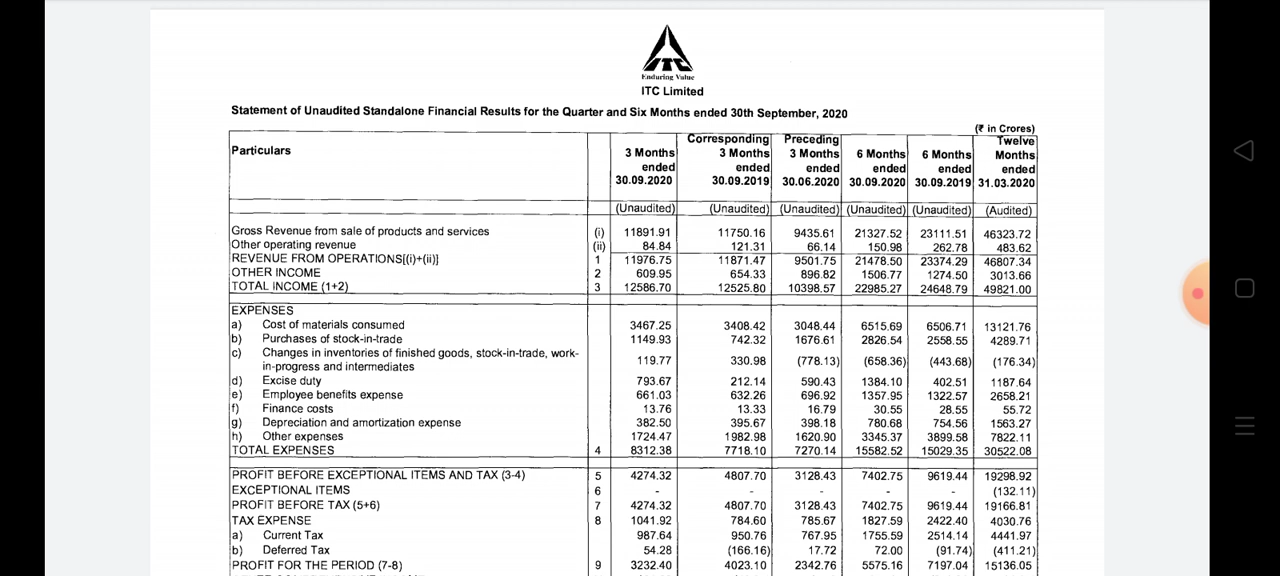 ITC
Enduring Value
ITC Limited
Statement of Unaudited Standalone Financial Results for the Quarter and Six Months ended 30th September, 2020
(₹ in Crores)
Particulars 3 Months ended 30.09.2020 Corresponding 3 Months ended 30.09.2019 Preceding 3 Months ended 30.06.2020 6 Months ended 30.09.2020 6 Months ended 30.09.2019 Twelve Months ended 31.03.2020
(Unaudited) (Unaudited) (Unaudited) (Unaudited) (Unaudited) (Audited)
Gross Revenue from sale of products and services (i) 11891.91 11750.16 9435.61 21327.52 23111.51 46323.72
Other operating revenue (ii) 84.84 121.31 66.14 150.98 262.78 483.62
REVENUE FROM OPERATIONS[(i)+(ii)] 1 11976.75 11871.47 9501.75 21478.50 23374.29 46807.34
OTHER INCOME 2 609.95 654.33 896.82 1506.77 1274.50 3013.66
TOTAL INCOME (1+2) 3 12586.70 12525.80 10398.57 22985.27 24648.79 49821.00
EXPENSES
a) Cost of materials consumed 3467.25 3408.42 3048.44 6515.69 6506.71 13121.76
b) Purchases of stock-in-trade 1149.93 742.32 1676.61 2826.54 2558.55 4289.71
c) Changes in inventories of finished goods, stock-in-trade, work-
in-progress and intermediates 119.77 330.98 (778.13) (658.36) (443.68) (176.34)
d) Excise duty 793.67 212.14 590.43 1384.10 402.51 1187.64
e) Employee benefits expense 661.03 632.26 696.92 1357.95 1322.57 2658.21
f) Finance costs 13.76 13.33 16.79 30.55 28.55 55.72
g) Depreciation and amortization expense 382.50 395.67 398.18 780.68 754.56 1563.27
h) Other expenses 1724.47 1982.98 1620.90 3345.37 3899.58 7822.11
TOTAL EXPENSES 4 8312.38 7718.10 7270.14 15582.52 15029.35 30522.08
PROFIT BEFORE EXCEPTIONAL ITEMS AND TAX (3-4) 5 4274.32 4807.70 3128.43 7402.75 9619.44 19298.92
EXCEPTIONAL ITEMS 6 - - - - - (132.11)
PROFIT BEFORE TAX (5+6) 7 4274.32 4807.70 3128.43 7402.75 9619.44 19166.81
TAX EXPENSE 8 1041.92 784.60 785.67 1827.59 2422.40 4030.76
a) Current Tax 987.64 950.76 767.95 1755.59 2514.14 4441.97
b) Deferred Tax 54.28 (166.16) 17.72 72.00 (91.74) (411.21)
PROFIT FOR THE PERIOD (7-8) 9 3232.40 4023.10 2342.76 5575.16 7197.04 15136.05